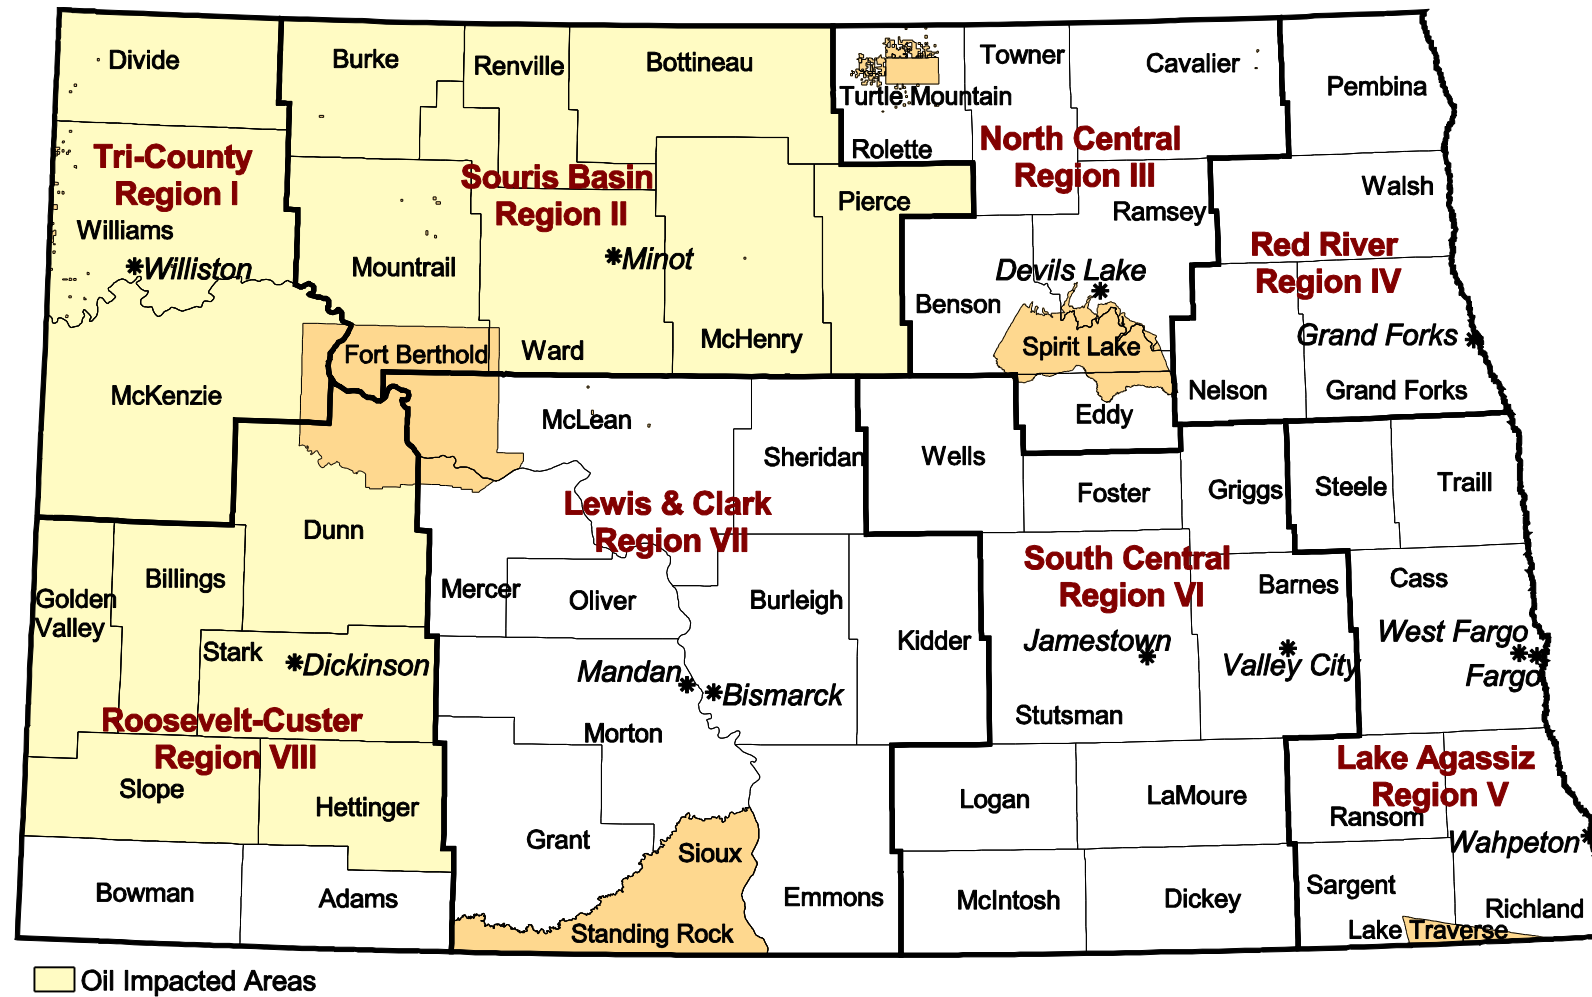 Divide
Burke
Renville
Bottineau
Towner
Cavalier
Pembina
Turtle Mountain
Rolette
Tri-County
Region I
Souris Basin
Region II
North Central
Region III
Pierce
Walsh
Ramsey
Williams
Williston
Mountrail
Minot
Devils Lake
Red River
Region IV
Benson
Grand Forks
Fort Berthold
Ward
McHenry
Spirit Lake
McKenzie
McLean
Eddy
Nelson
Grand Forks
Sheridan
Wells
Foster
Griggs
Steele
Traill
Lewis & Clark
Region VII
Dunn
South Central
Region VI
Golden
Valley
Billings
Mercer
Oliver
Burleigh
Barnes
Cass
Stark
Dickinson
Kidder
Jamestown
West Fargo
Mandan
Bismarck
Valley City
Fargo
Roosevelt-Custer
Region VIII
Morton
Stutsman
Slope
Hettinger
Logan
LaMoure
Lake Agassiz
Region V
Ransom
Grant
Sioux
Wahpeton
Bowman
Adams
Emmons
McIntosh
Dickey
Sargent
Richland
Standing Rock
Lake Traverse
Oil Impacted Areas